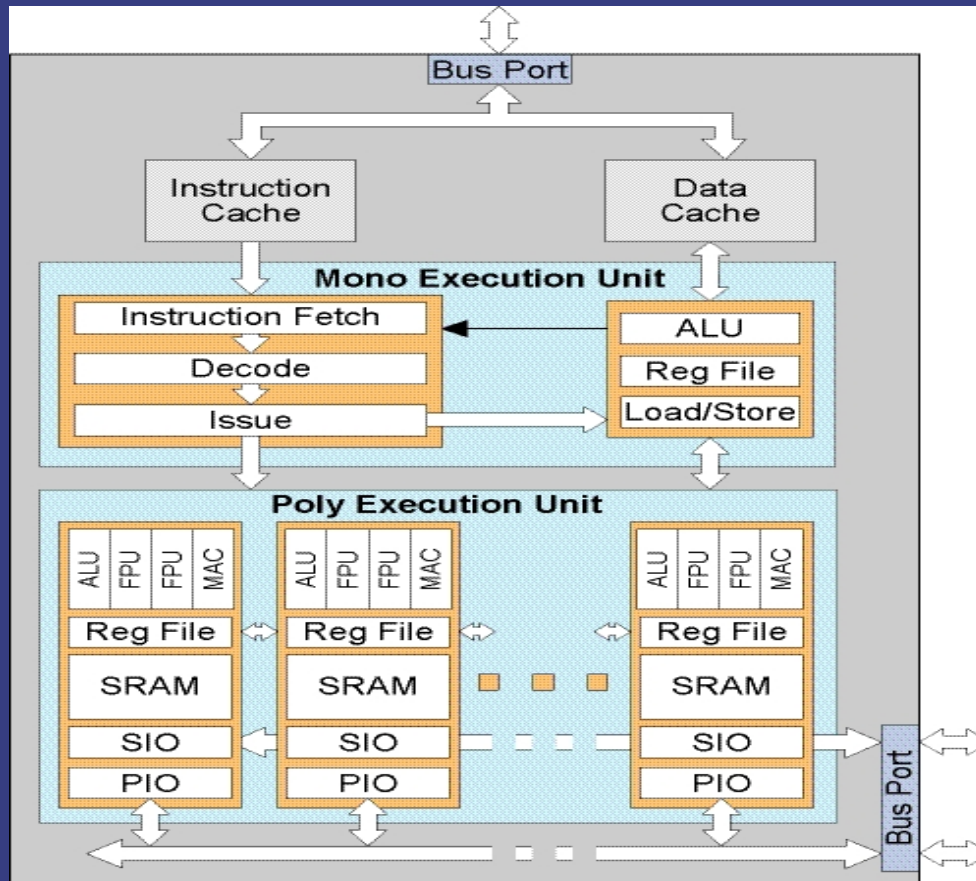 Bus Port
Instruction
Cache
Data
Cache
Mono Execution Unit
Instruction Fetch
Decode
Issue
ALU
Reg File
Load/Store
Poly Execution Unit
ALU FPU FPU MAC
Reg File
SRAM
SIO
PIO
ALU FPU FPU MAC
Reg File
SRAM
SIO
PIO
ALU FPU FPU MAC
Reg File
SRAM
SIO
PIO
Bus Port